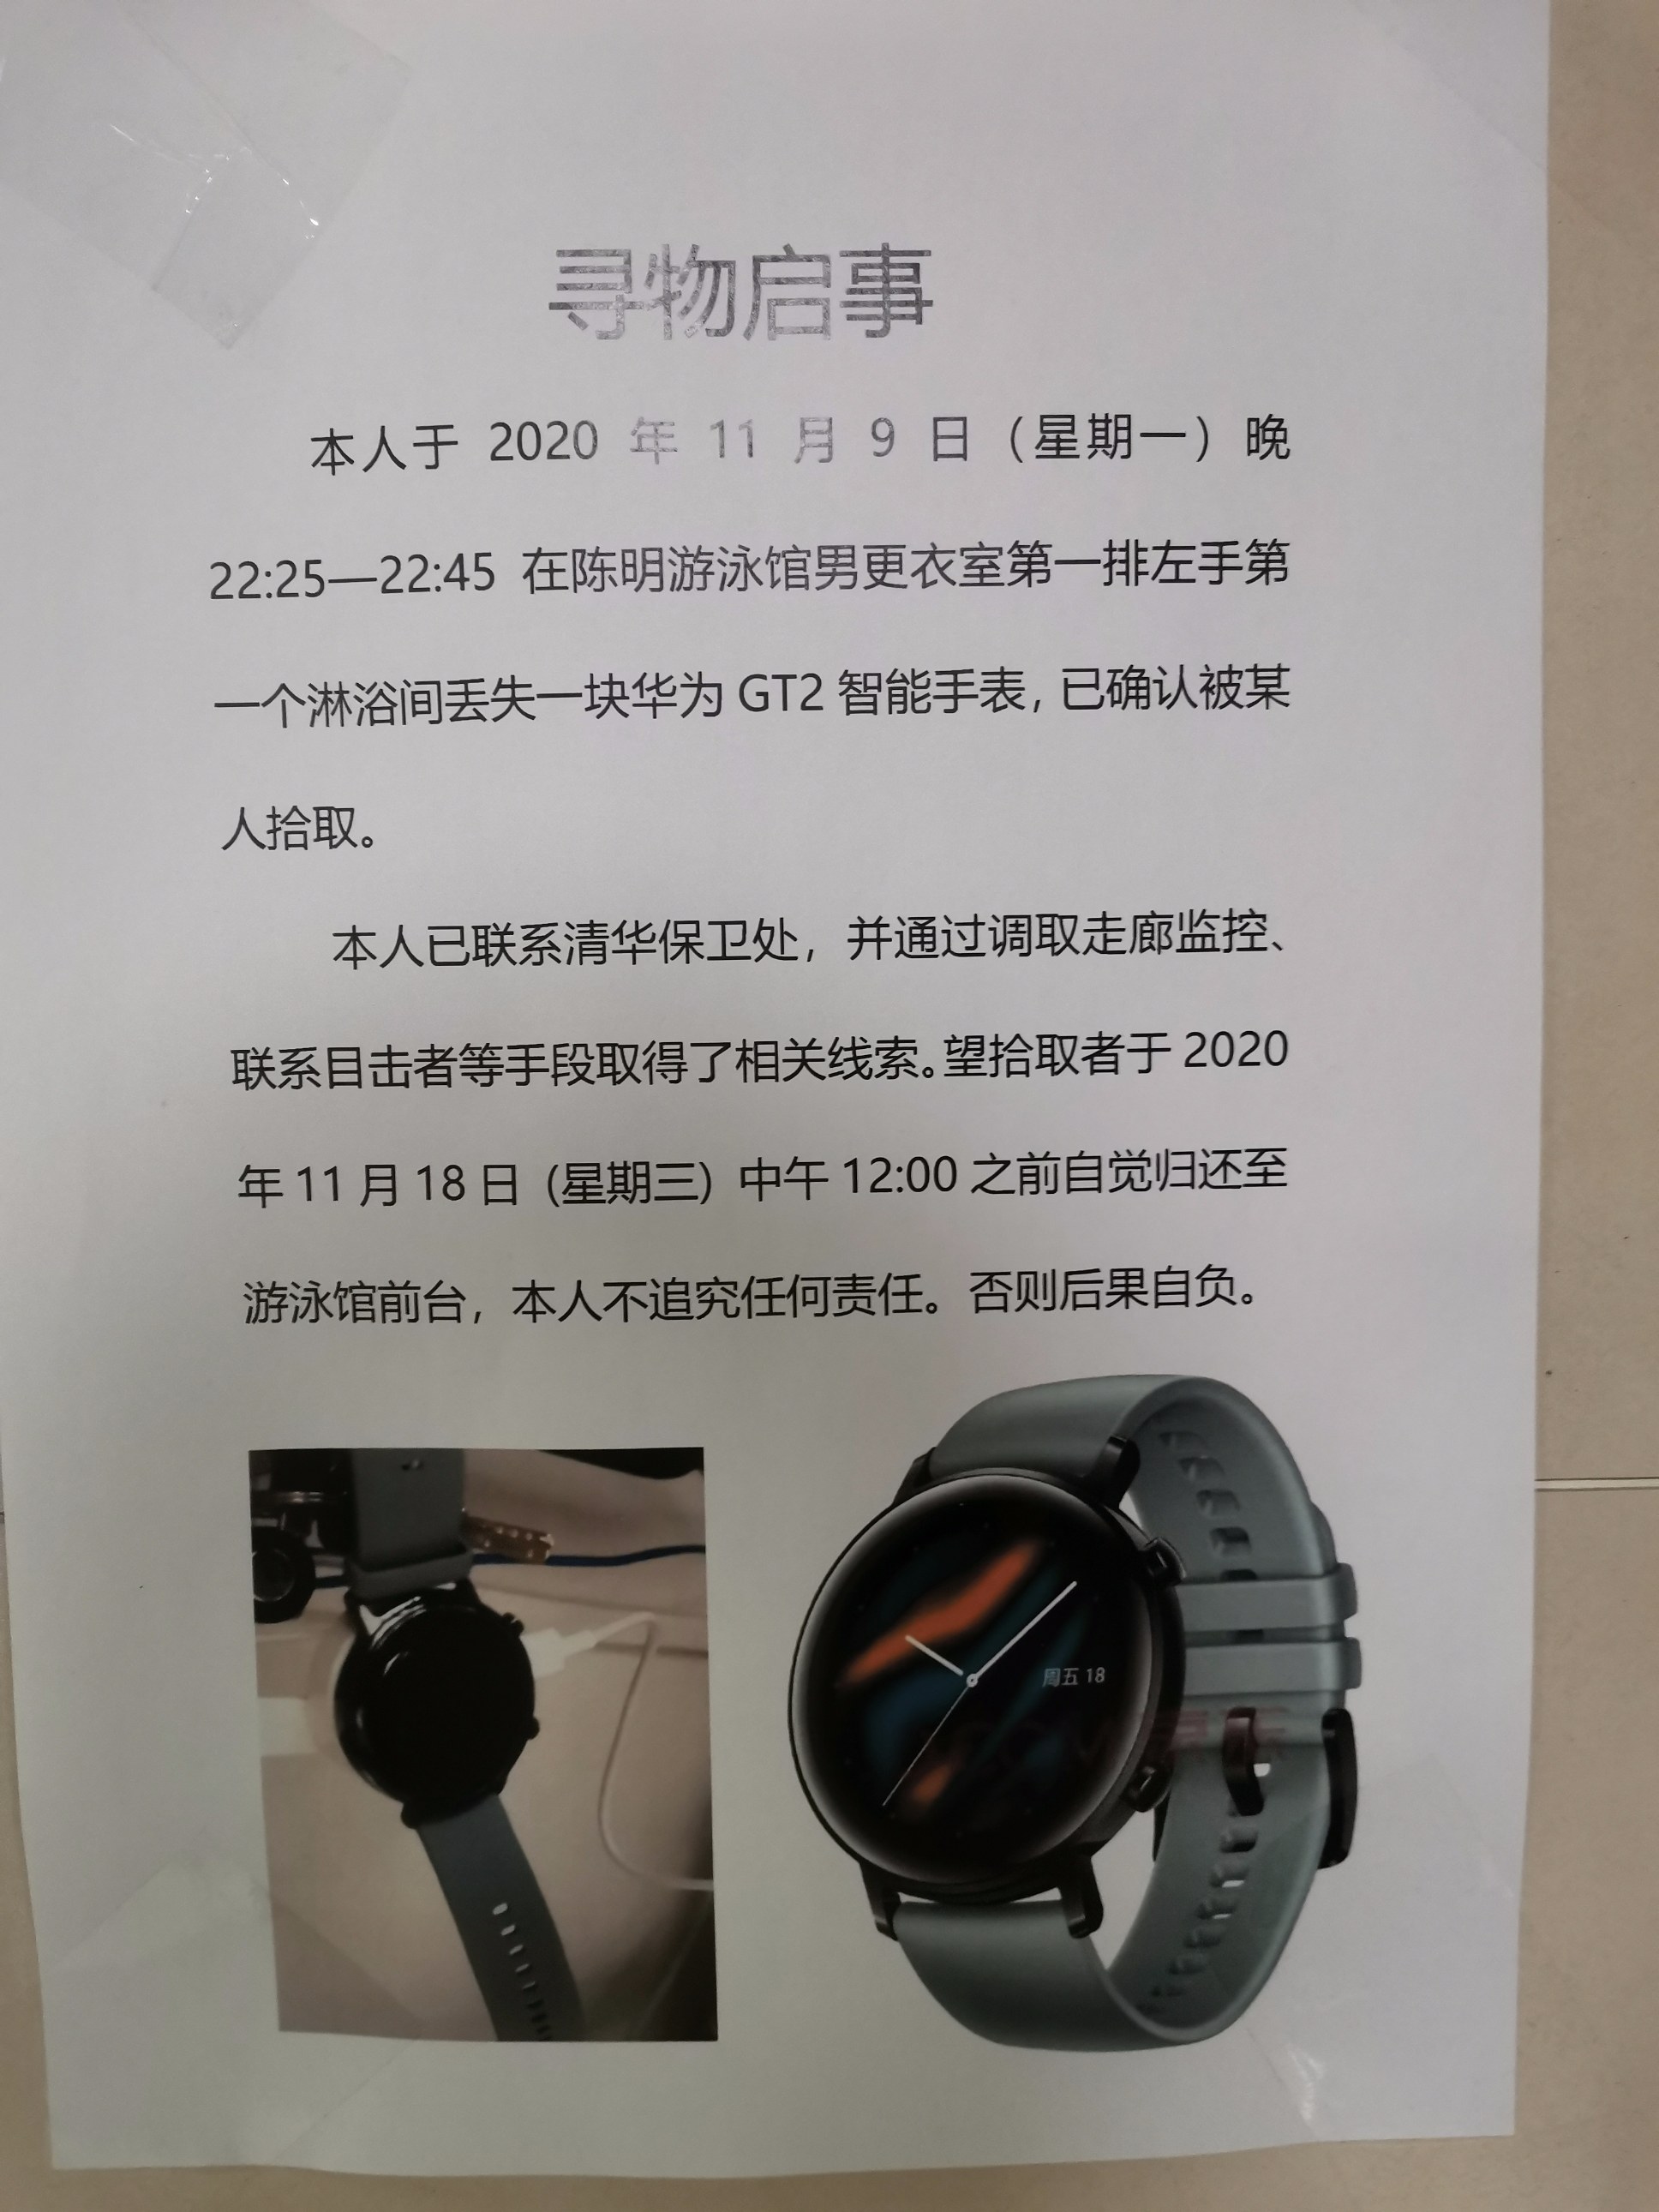 寻物启事
本人于 2020 年 11 月 9 日（星期一）晚
22:25—22:45 在陈明游泳馆男更衣室第一排左手第
一个淋浴间丢失一块华为 GT2 智能手表，已确认被某
人拾取。
本人已联系清华保卫处，并通过调取走廊监控、
联系目击者等手段取得了相关线索。望拾取者于 2020
年 11 月 18 日（星期三）中午 12:00 之前自觉归还至
游泳馆前台，本人不追究任何责任。否则后果自负。
周五 18